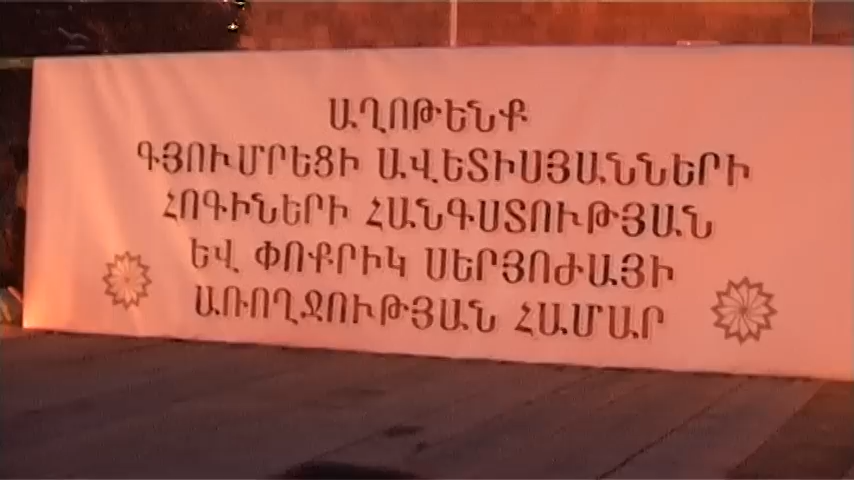 ԱՂՈԹԵՆՔ
ԳՅՈՒՄՐԵՑԻ ԱՎԵՏԻՍՅԱՆՆԵՐԻ
ՀՈԳԻՆԵՐԻ ՀԱՆԳՍՏՈՒԹՅԱՆ
ԵՎ ՓՈՔՐԻԿ ՍԵՐՅՈԺԱՅԻ
ԱՌՈՂՋՈՒԹՅԱՆ ՀԱՄԱՐ